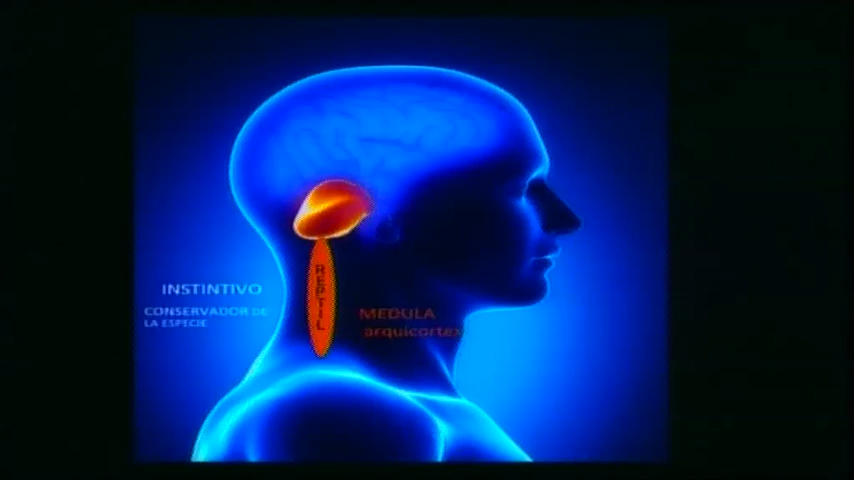 INSTINTIVO
CONSERVADOR DE
LA ESPECIE
REPTIL
MEDULA
arquicortex